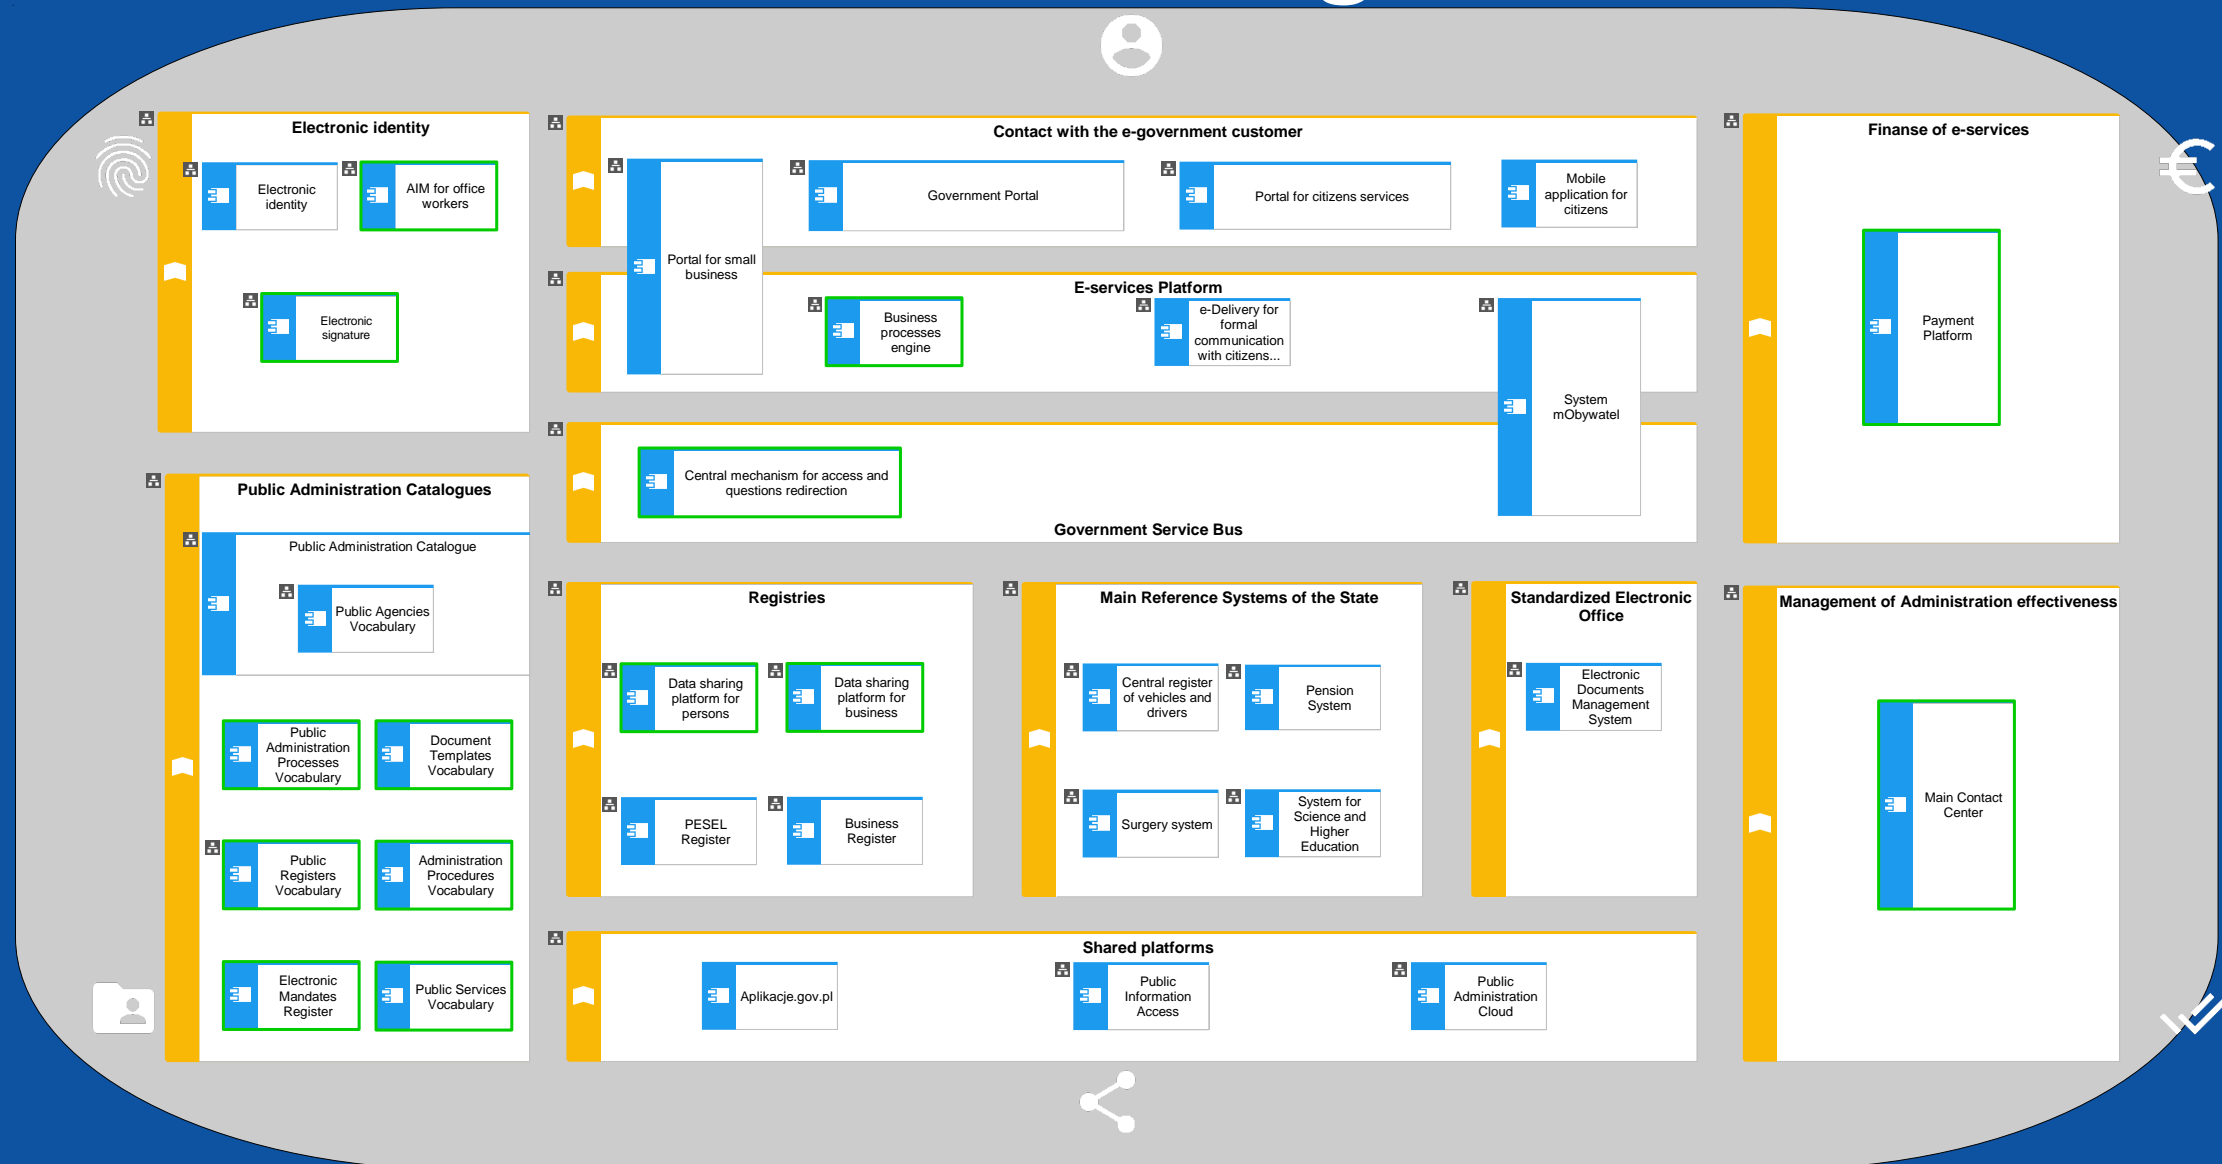 Electronic identity
Electronic
identity
AIM for office
workers
Electronic
signature
Public Administration Catalogues
Public Administration Catalogue
Public Agencies
Vocabulary
Public
Administration
Processes
Vocabulary
Document
Templates
Vocabulary
Public
Registers
Vocabulary
Administration
Procedures
Vocabulary
Electronic
Mandates
Register
Public Services
Vocabulary
Contact with the e-government customer
Portal for small
business
Government Portal
Portal for citizens services
Mobile
application for
citizens
E-services Platform
Business
processes
engine
e-Delivery for
formal
communication
with citizens...
System
mObywatel
Central mechanism for access and
questions redirection
Government Service Bus
Registries
Data sharing
platform for
persons
Data sharing
platform for
business
PESEL
Register
Business
Register
Main Reference Systems of the State
Central register
of vehicles and
drivers
Pension
System
Surgery system
System for
Science and
Higher
Education
Standardized Electronic
Office
Electronic
Documents
Management
System
Shared platforms
Aplikacje.gov.pl
Public
Information
Access
Public
Administration
Cloud
Finanse of e-services
Payment
Platform
Management of Administration effectiveness
Main Contact
Center